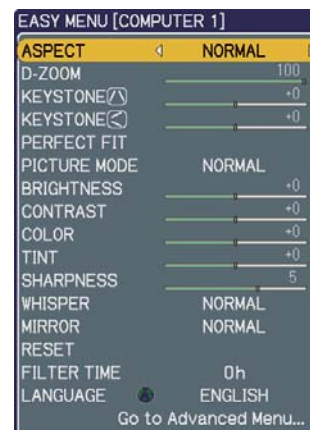 EASY MENU [COMPUTER 1]
ASPECT NORMAL
D-ZOOM 100
KEYSTONE +0
KEYSTONE +0
PERFECT FIT
PICTURE MODE NORMAL
BRIGHTNESS +0
CONTRAST +0
COLOR +0
TINT +0
SHARPNESS 5
WHISPER NORMAL
MIRROR NORMAL
RESET
FILTER TIME 0h
LANGUAGE ENGLISH
Go to Advanced Menu...